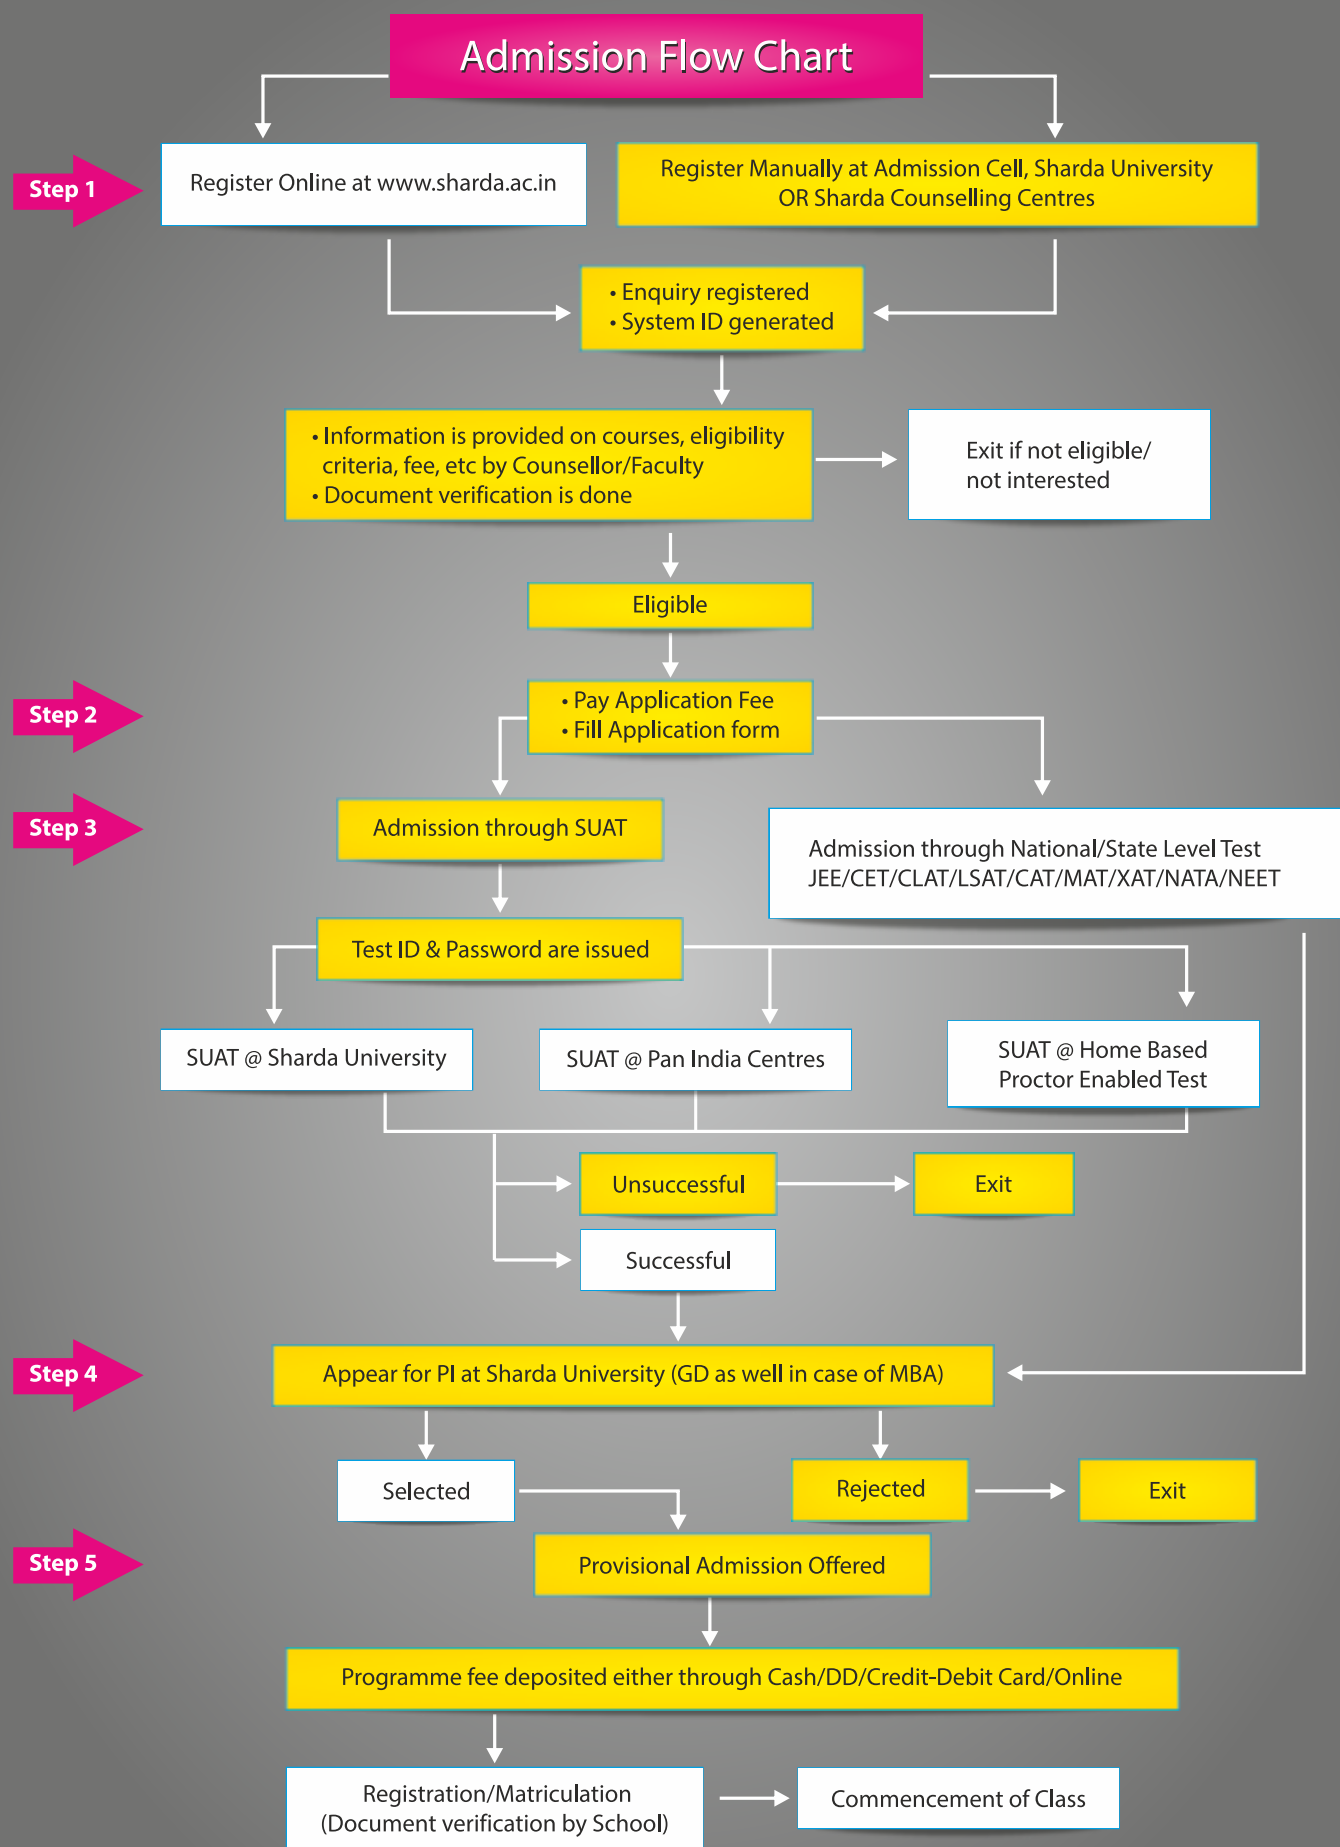 Admission Flow Chart
Step 1
Register Online at www.sharda.ac.in
Register Manually at Admission Cell, Sharda University
OR Sharda Counselling Centres
• Enquiry registered
• System ID generated
• Information is provided on courses, eligibility
criteria, fee, etc by Counsellor/Faculty
• Document verification is done
Exit if not eligible/
not interested
Eligible
Step 2
• Pay Application Fee
• Fill Application form
Step 3
Admission through SUAT
Admission through National/State Level Test
JEE/CET/CLAT/LSAT/CAT/MAT/XAT/NATA/NEET
Test ID & Password are issued
SUAT @ Sharda University
SUAT @ Pan India Centres
SUAT @ Home Based
Proctor Enabled Test
Unsuccessful
Exit
Successful
Step 4
Appear for PI at Sharda University (GD as well in case of MBA)
Selected
Rejected
Exit
Step 5
Provisional Admission Offered
Programme fee deposited either through Cash/DD/Credit-Debit Card/Online
Registration/Matriculation
(Document verification by School)
Commencement of Class